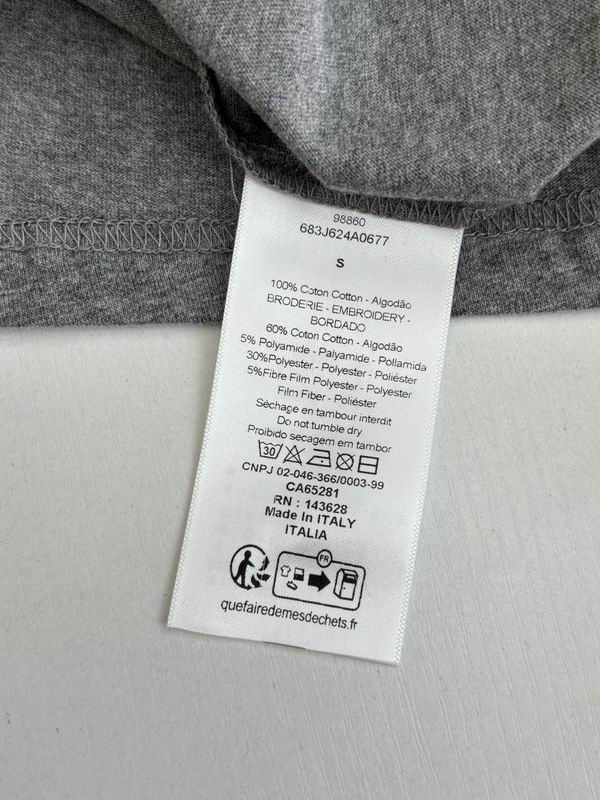 98860
683J624A0677
S
100% Coton Cotton - Algodão
BRODERIE - EMBROIDERY -
BORDADO
60% Coton Cotton - Algodão
5% Polyamide - Palyamide - Pollamida
30%Polyester - Polyester - Poliéster
5%Fibre Film Polyester - Polyester
Film Fiber - Poliéster
Séchage en tambour interdit
Do not tumble dry
Proibido secagem em tambor
30
CNPJ 02-046-366/0003-99
CA65281
RN : 143628
Made In ITALY
ITALIA
FR
quefairedemesdechets.fr